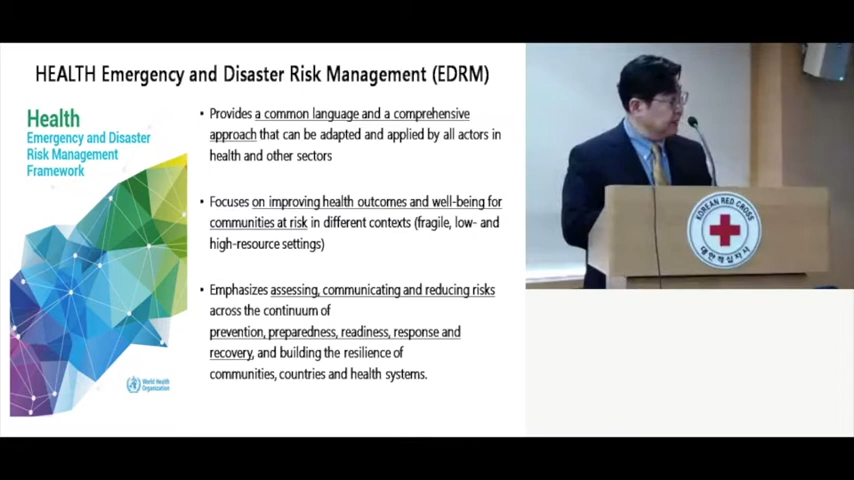 HEALTH Emergency and Disaster Risk Management (EDRM)
Health
Emergency and Disaster
Risk Management
Framework
World Health
Organization
• Provides a common language and a comprehensive
approach that can be adapted and applied by all actors in
health and other sectors
• Focuses on improving health outcomes and well-being for
communities at risk in different contexts (fragile, low- and
high-resource settings)
• Emphasizes assessing, communicating and reducing risks
across the continuum of
prevention, preparedness, readiness, response and
recovery, and building the resilience of
communities, countries and health systems.
KOREAN RED CROSS
대한적십자사